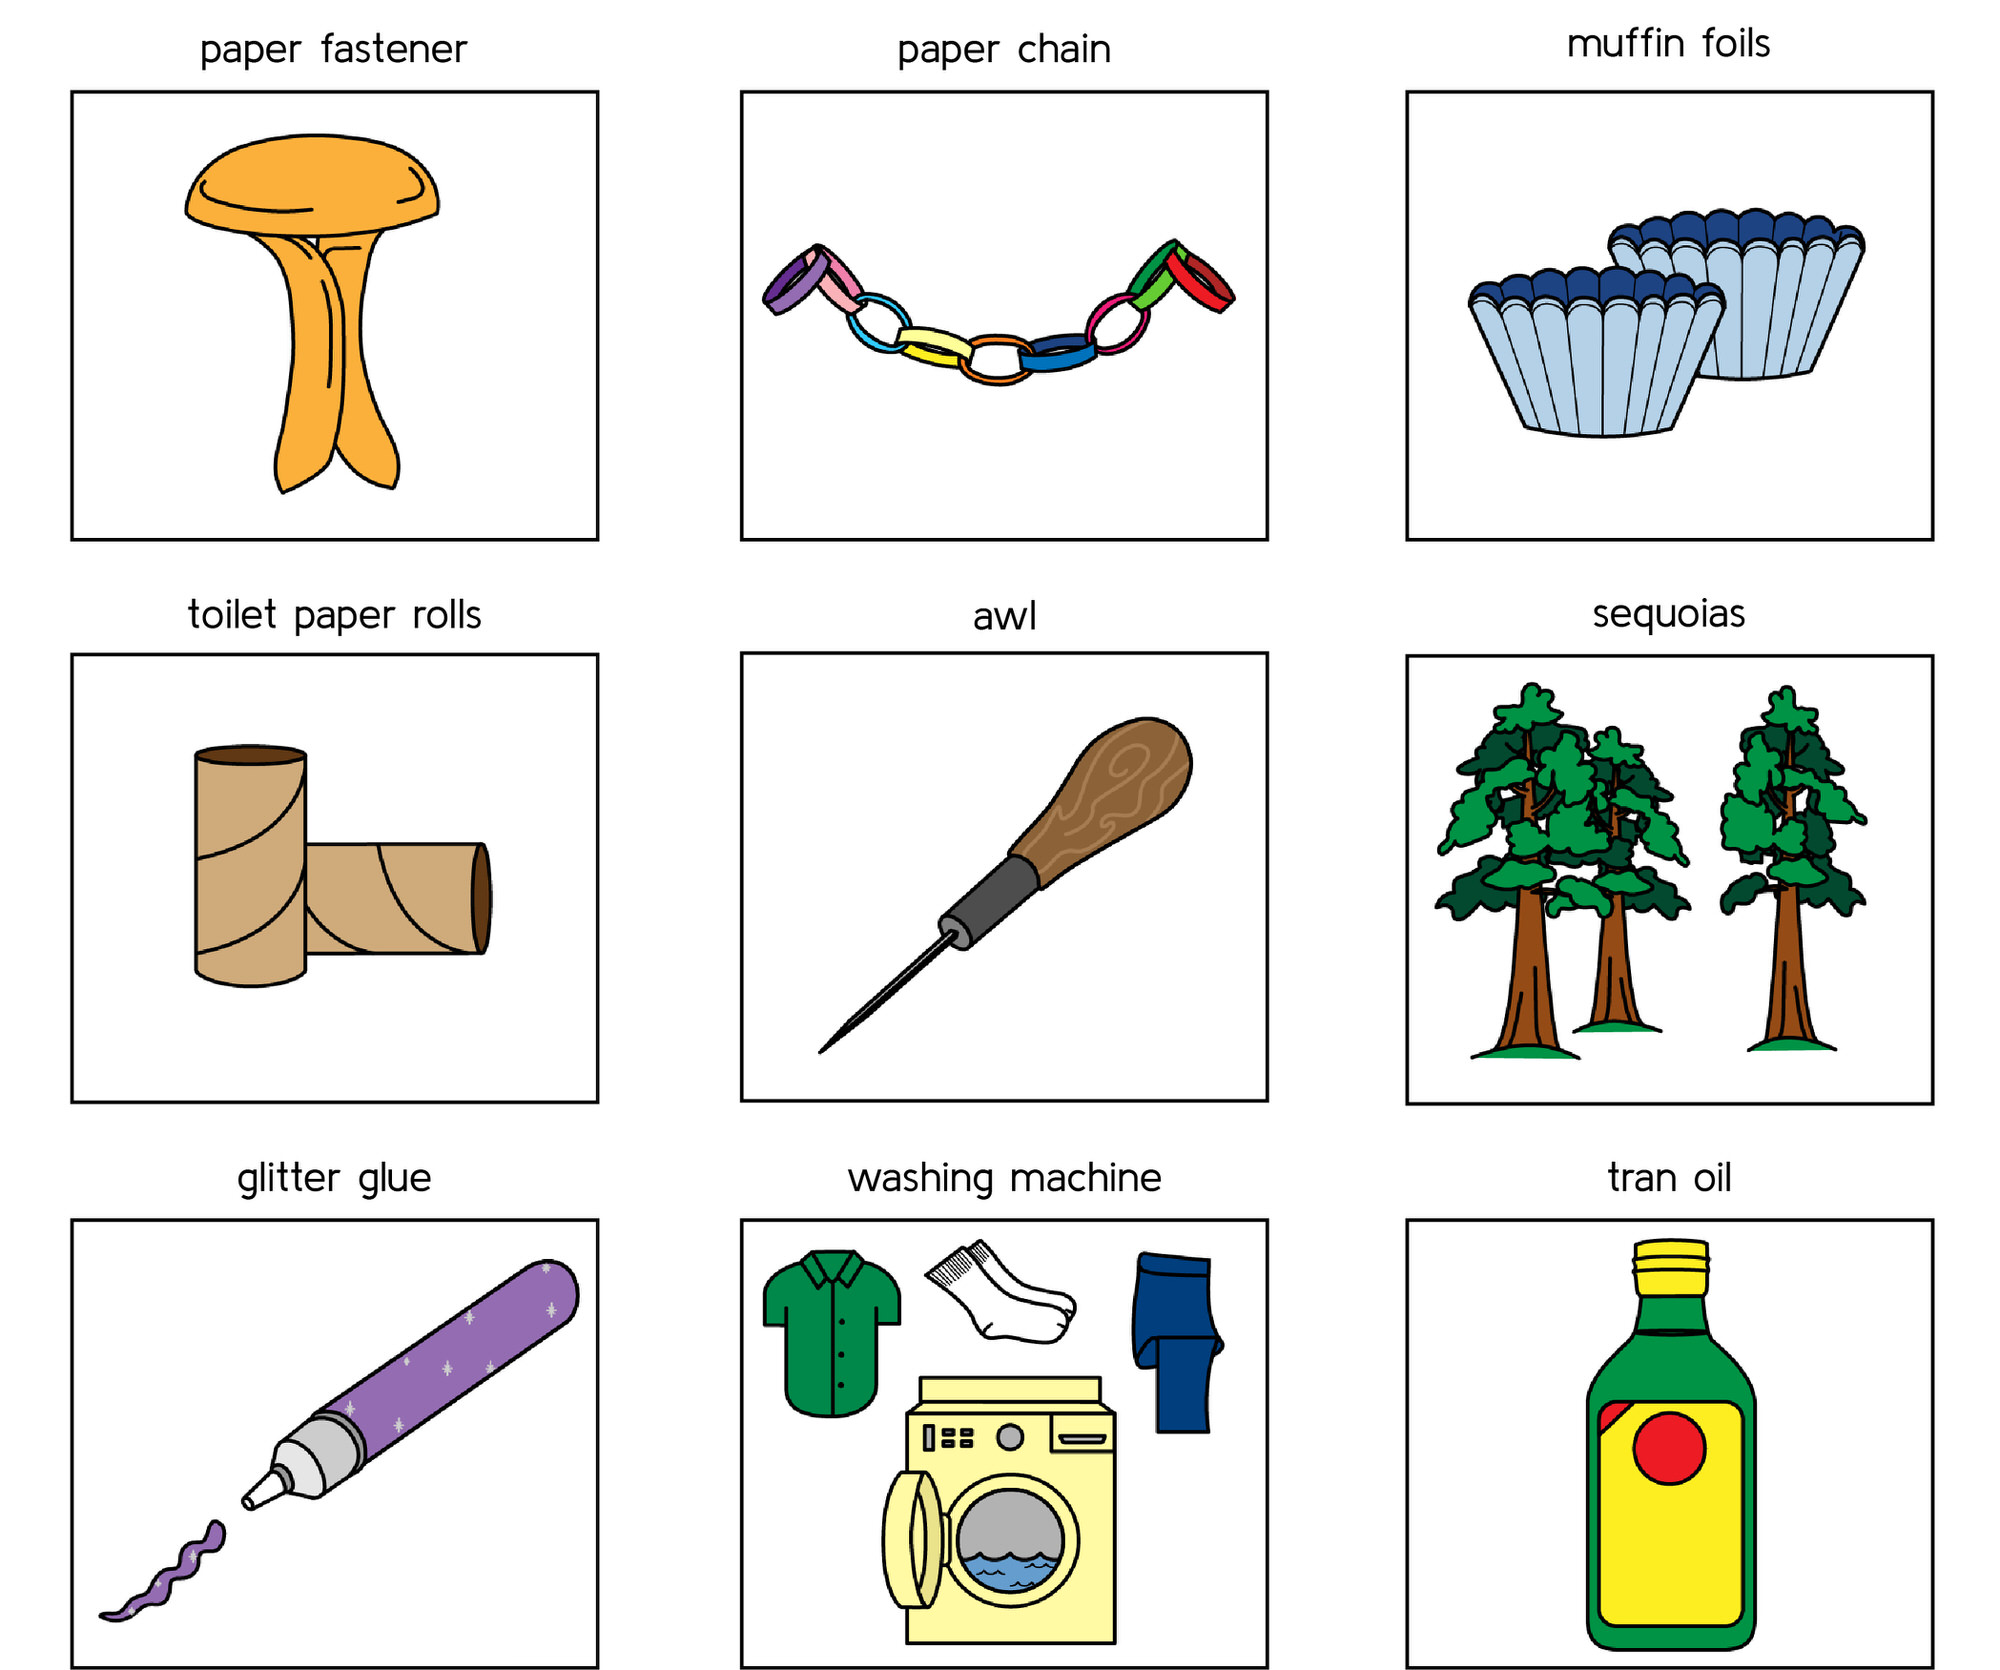 paper fastener
paper chain
muffin foils
toilet paper rolls
awl
sequoias
glitter glue
washing machine
tran oil